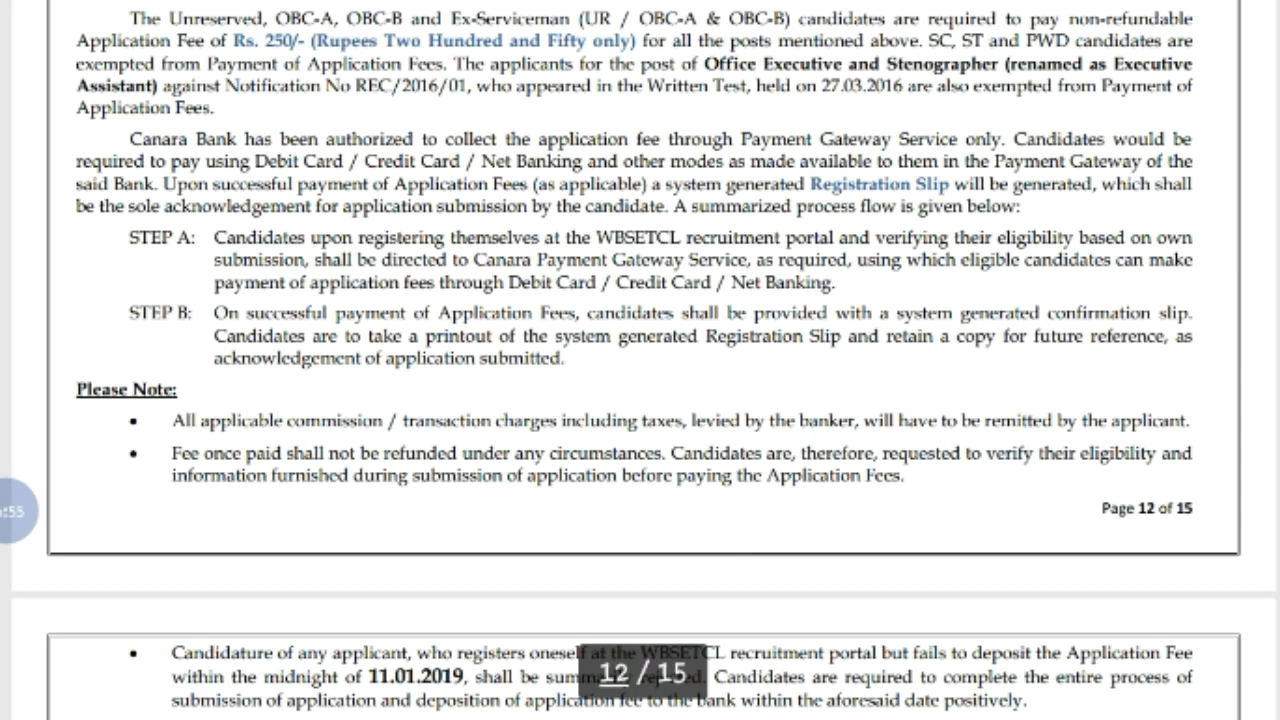 The Unreserved, OBC-A, OBC-B and Ex-Serviceman (UR / OBC-A & OBC-B) candidates are required to pay non-refundable
Application Fee of Rs. 250/- (Rupees Two Hundred and Fifty only) for all the posts mentioned above. SC, ST and PWD candidates are
exempted from Payment of Application Fees. The applicants for the post of Office Executive and Stenographer (renamed as Executive
Assistant) against Notification No REC/2016/01, who appeared in the Written Test, held on 27.03.2016 are also exempted from Payment of
Application Fees.
Canara Bank has been authorized to collect the application fee through Payment Gateway Service only. Candidates would be
required to pay using Debit Card / Credit Card / Net Banking and other modes as made available to them in the Payment Gateway of the
said Bank. Upon successful payment of Application Fees (as applicable) a system generated Registration Slip will be generated, which shall
be the sole acknowledgement for application submission by the candidate. A summarized process flow is given below:
STEP A: Candidates upon registering themselves at the WBSETCL recruitment portal and verifying their eligibility based on own
submission, shall be directed to Canara Payment Gateway Service, as required, using which eligible candidates can make
payment of application fees through Debit Card / Credit Card / Net Banking.
STEP B: On successful payment of Application Fees, candidates shall be provided with a system generated confirmation slip.
Candidates are to take a printout of the system generated Registration Slip and retain a copy for future reference, as
acknowledgement of application submitted.
Please Note:
• All applicable commission / transaction charges including taxes, levied by the banker, will have to be remitted by the applicant.
• Fee once paid shall not be refunded under any circumstances. Candidates are, therefore, requested to verify their eligibility and
information furnished during submission of application before paying the Application Fees.
:55
Page 12 of 15
• Candidature of any applicant, who registers oneself at the WBSETCL recruitment portal but fails to deposit the Application Fee
within the midnight of 11.01.2019, shall be Candidates are required to complete the entire process of
submission of application and deposition of application fee to the bank within the aforesaid date positively.
12 / 15